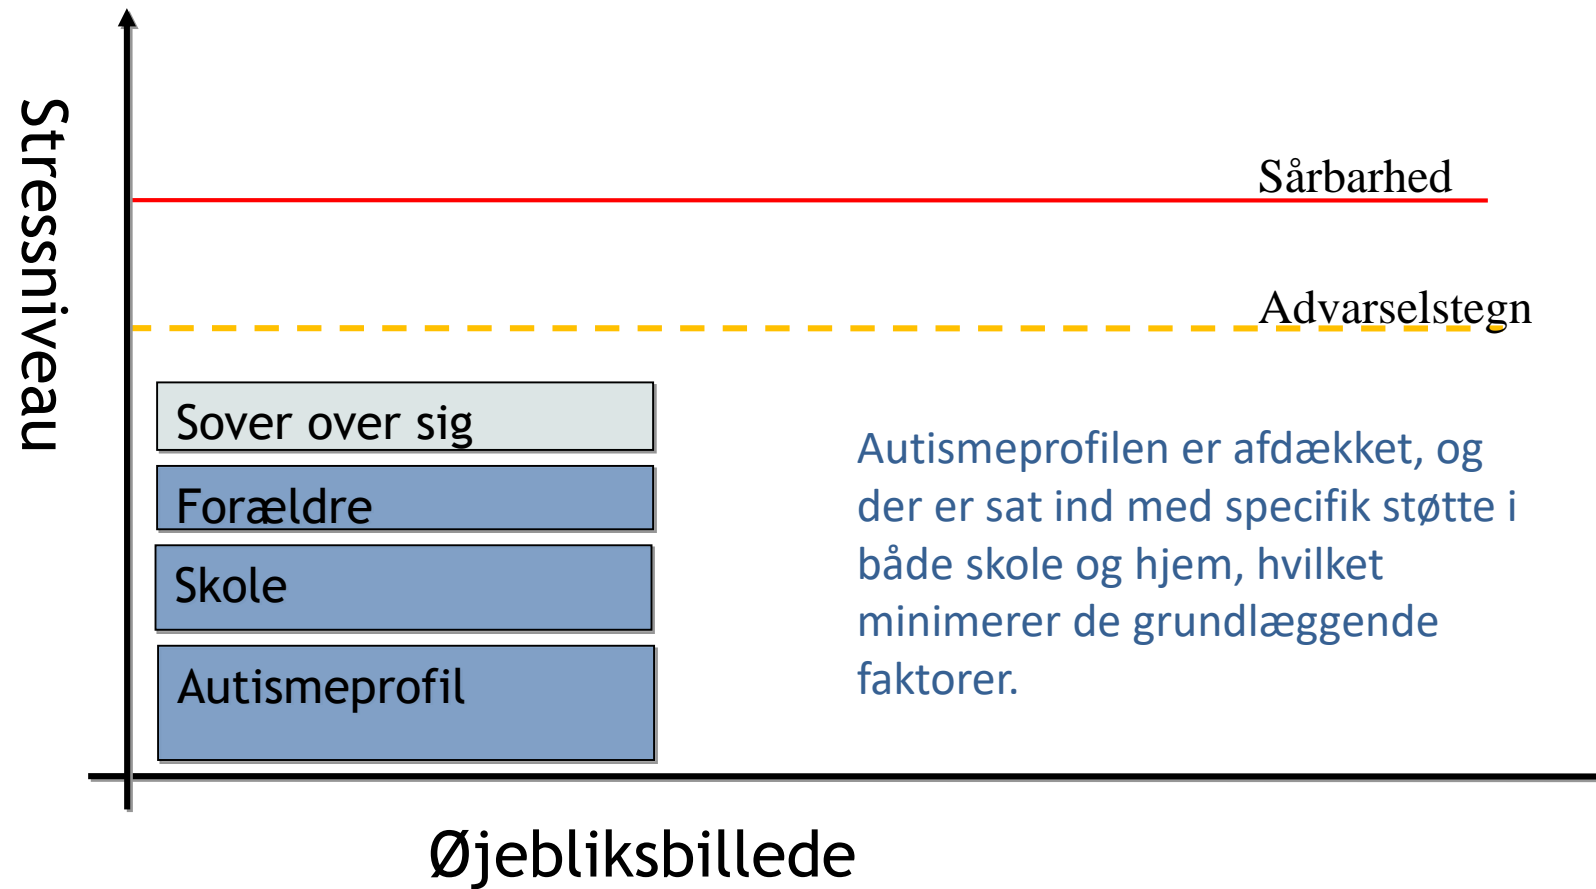 Stressniveau
Sårbarhed
Advarselstegn
Sover over sig
Forældre
Skole
Autismeprofil
Autismeprofilen er afdækket, og
der er sat ind med specifik støtte i
både skole og hjem, hvilket
minimerer de grundlæggende
faktorer.
Øjebliksbillede